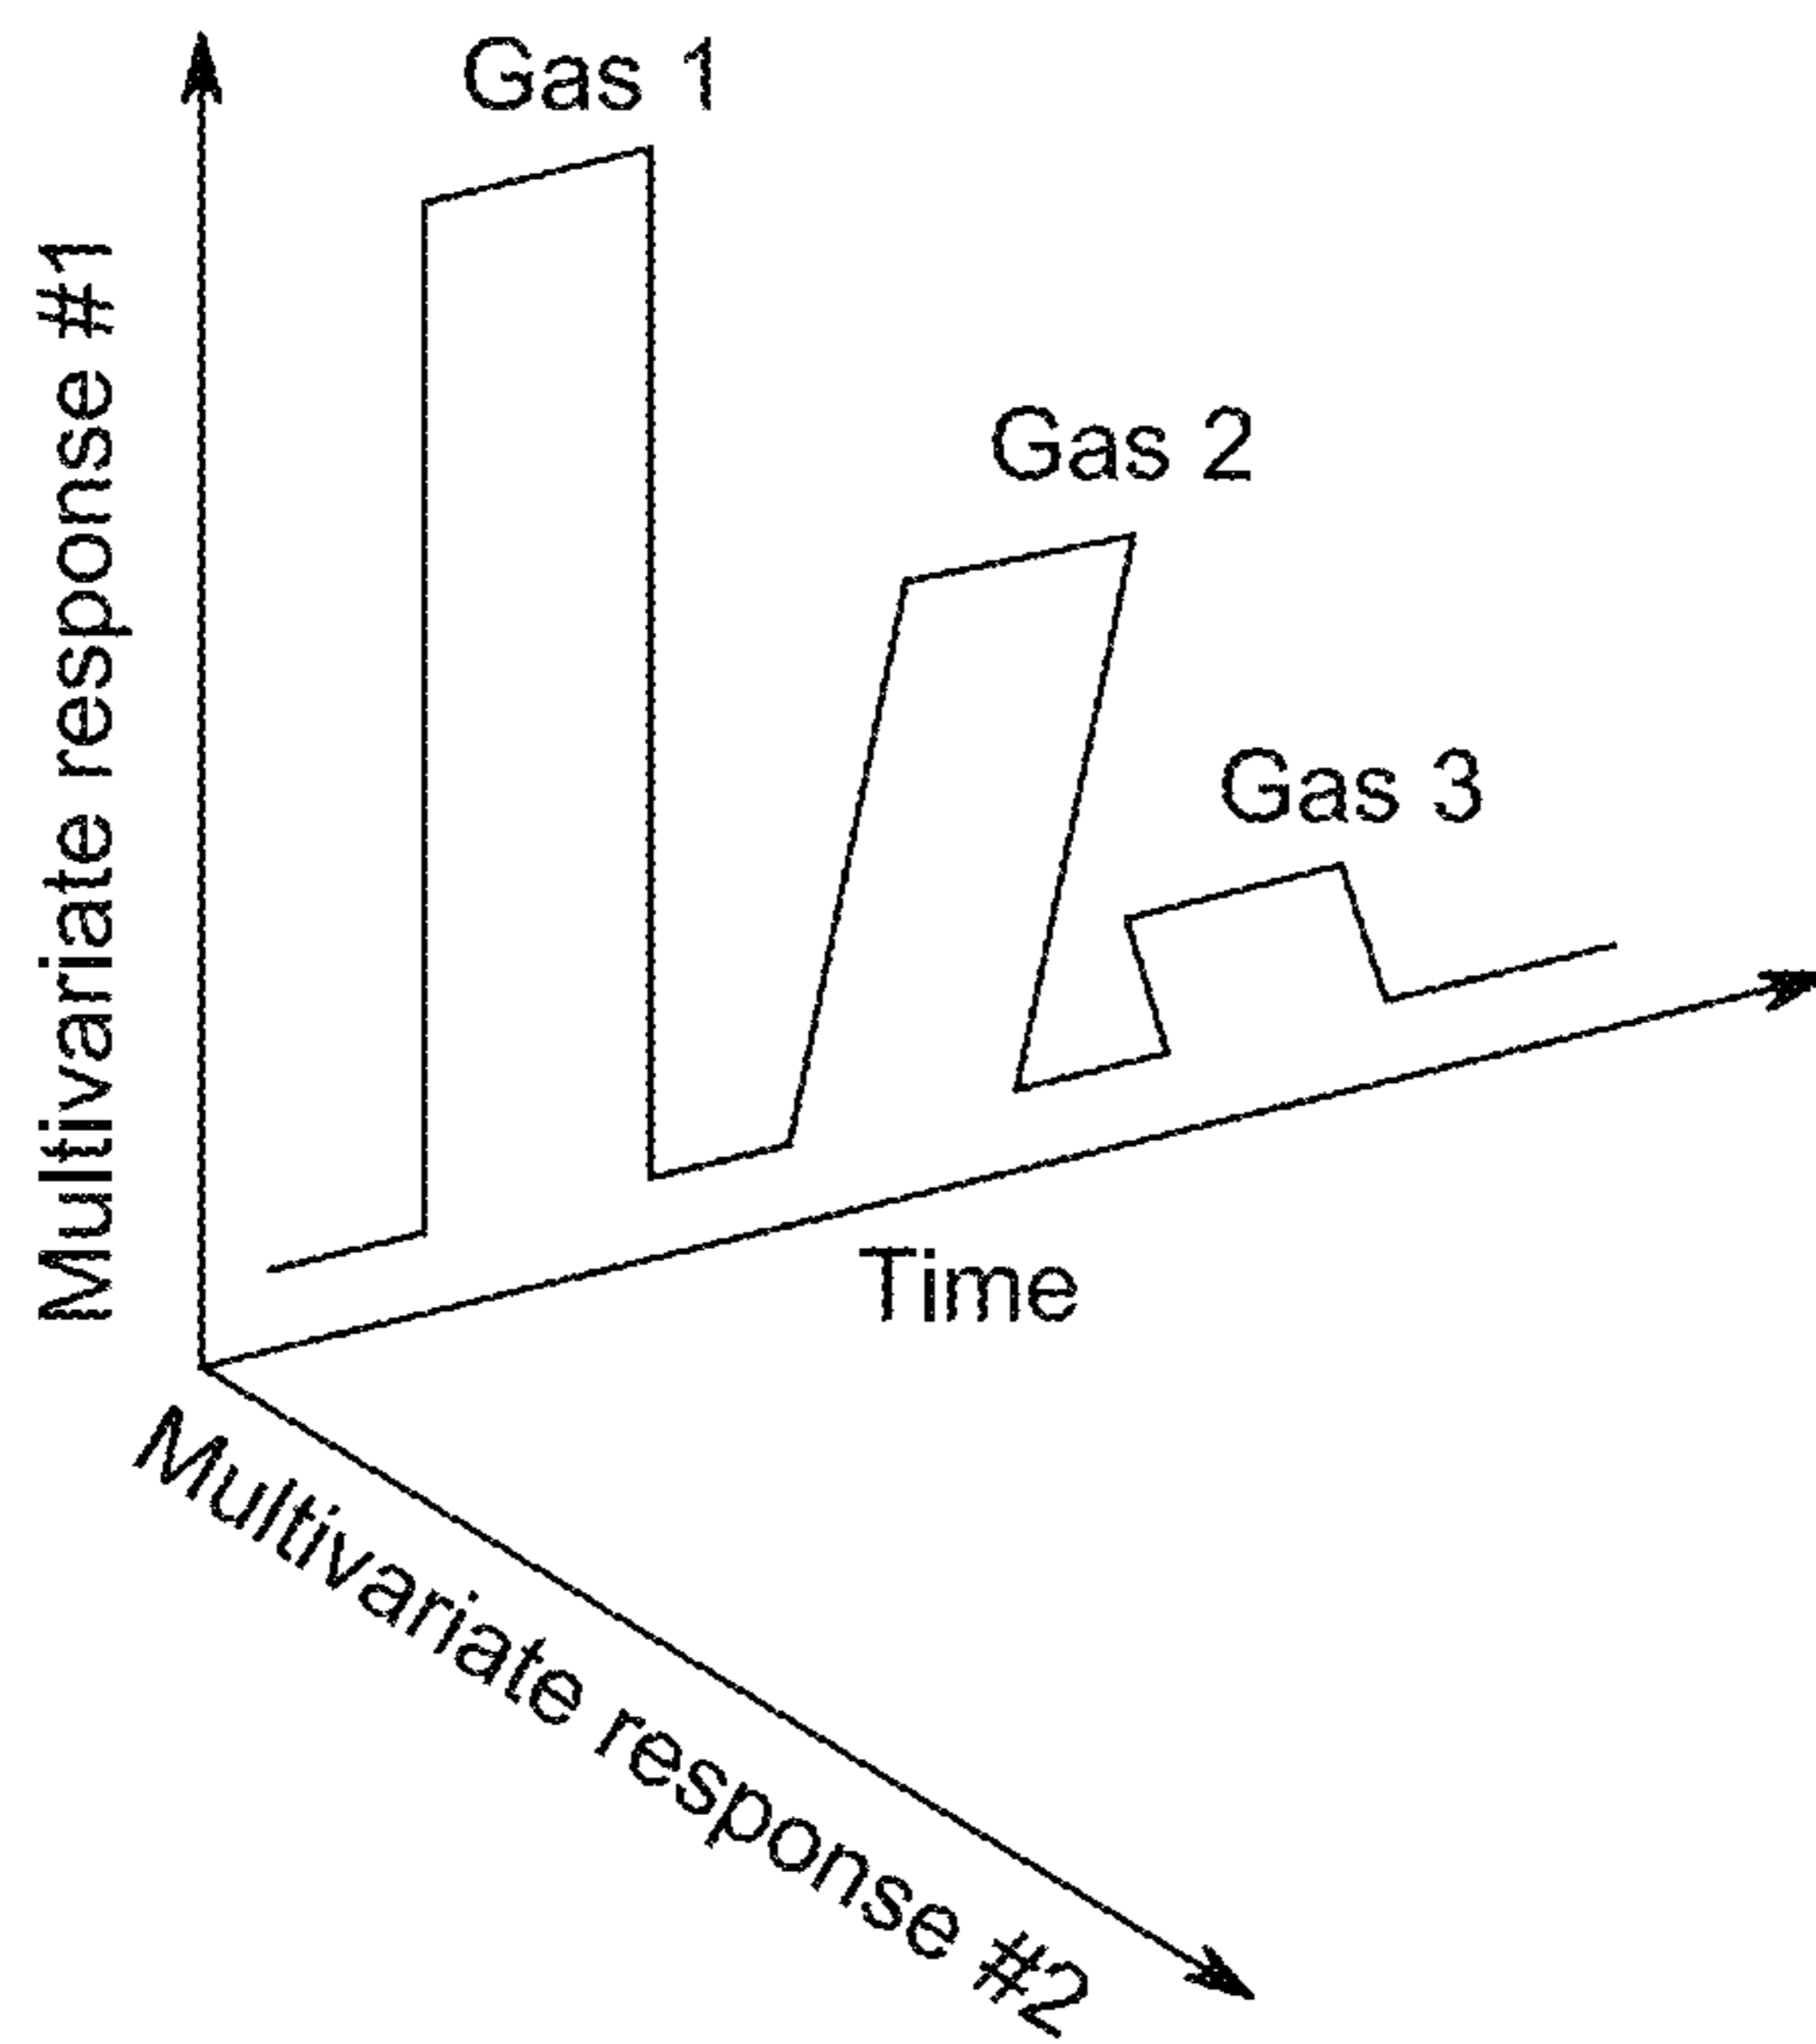 Gas 1
Multivariate response #1
Gas 2
Gas 3
Time
Multivariate response #2